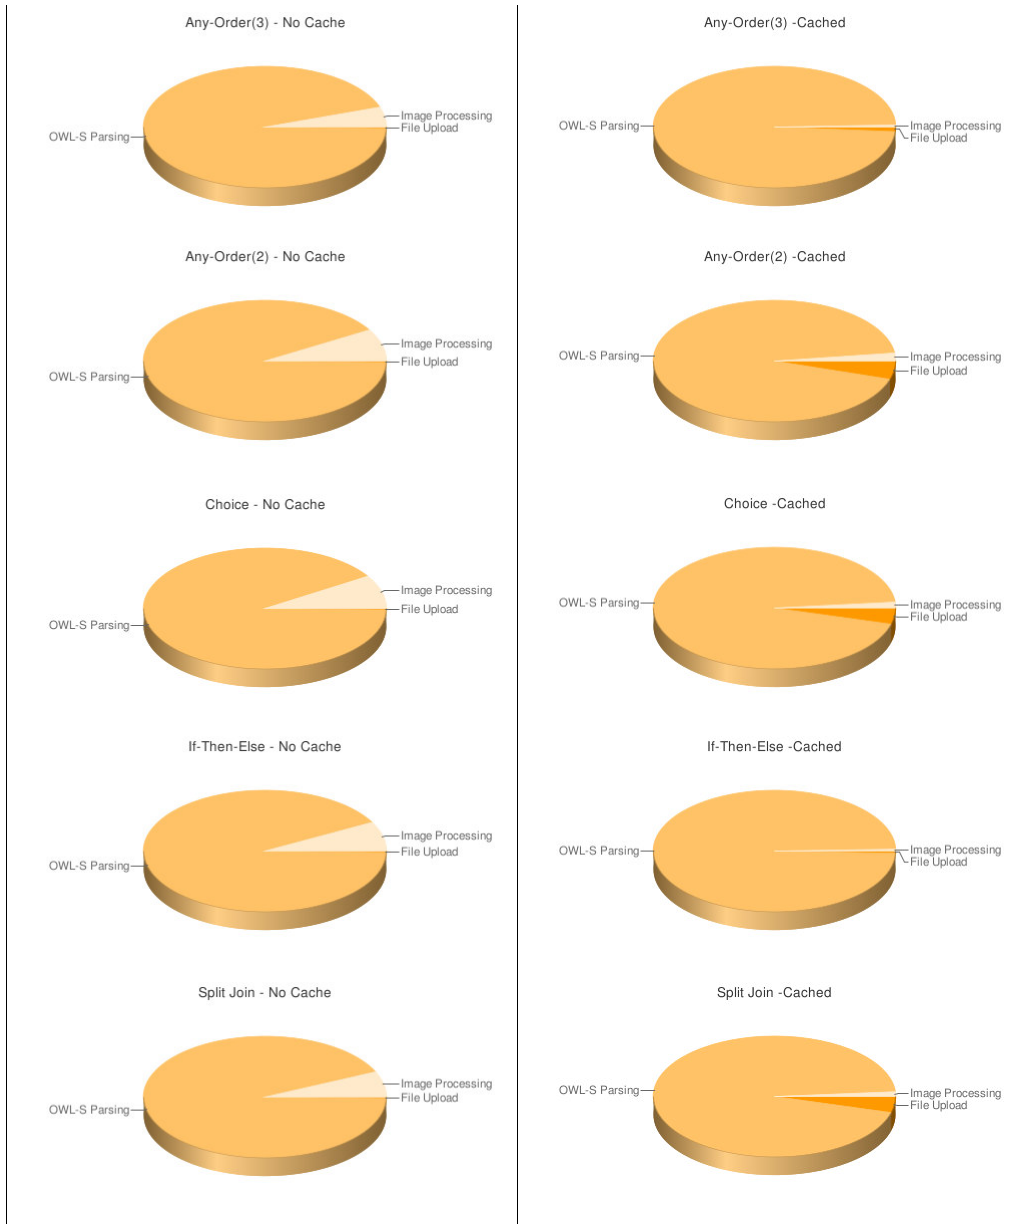 Any-Order(3) - No Cache
OWL-S Parsing
Image Processing
File Upload
Any-Order(3) -Cached
OWL-S Parsing
Image Processing
File Upload
Any-Order(2) - No Cache
OWL-S Parsing
Image Processing
File Upload
Any-Order(2) -Cached
OWL-S Parsing
Image Processing
File Upload
Choice - No Cache
OWL-S Parsing
Image Processing
File Upload
Choice -Cached
OWL-S Parsing
Image Processing
File Upload
If-Then-Else - No Cache
OWL-S Parsing
Image Processing
File Upload
If-Then-Else -Cached
OWL-S Parsing
Image Processing
File Upload
Split Join - No Cache
OWL-S Parsing
Image Processing
File Upload
Split Join -Cached
OWL-S Parsing
Image Processing
File Upload